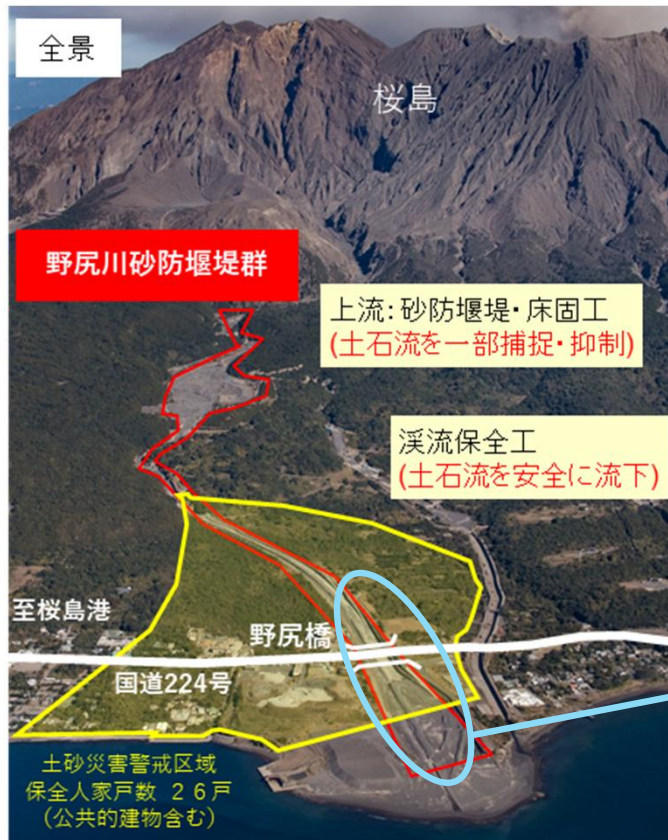 全景
桜島
野尻川砂防堰堤群
上流：砂防堰堤・床固工
(土石流を一部捕捉・抑制)
渓流保全工
(土石流を安全に流下)
至桜島港
野尻橋
国道224号
土砂災害警戒区域
保全人家戸数 ２６戸
(公共的建物含む)